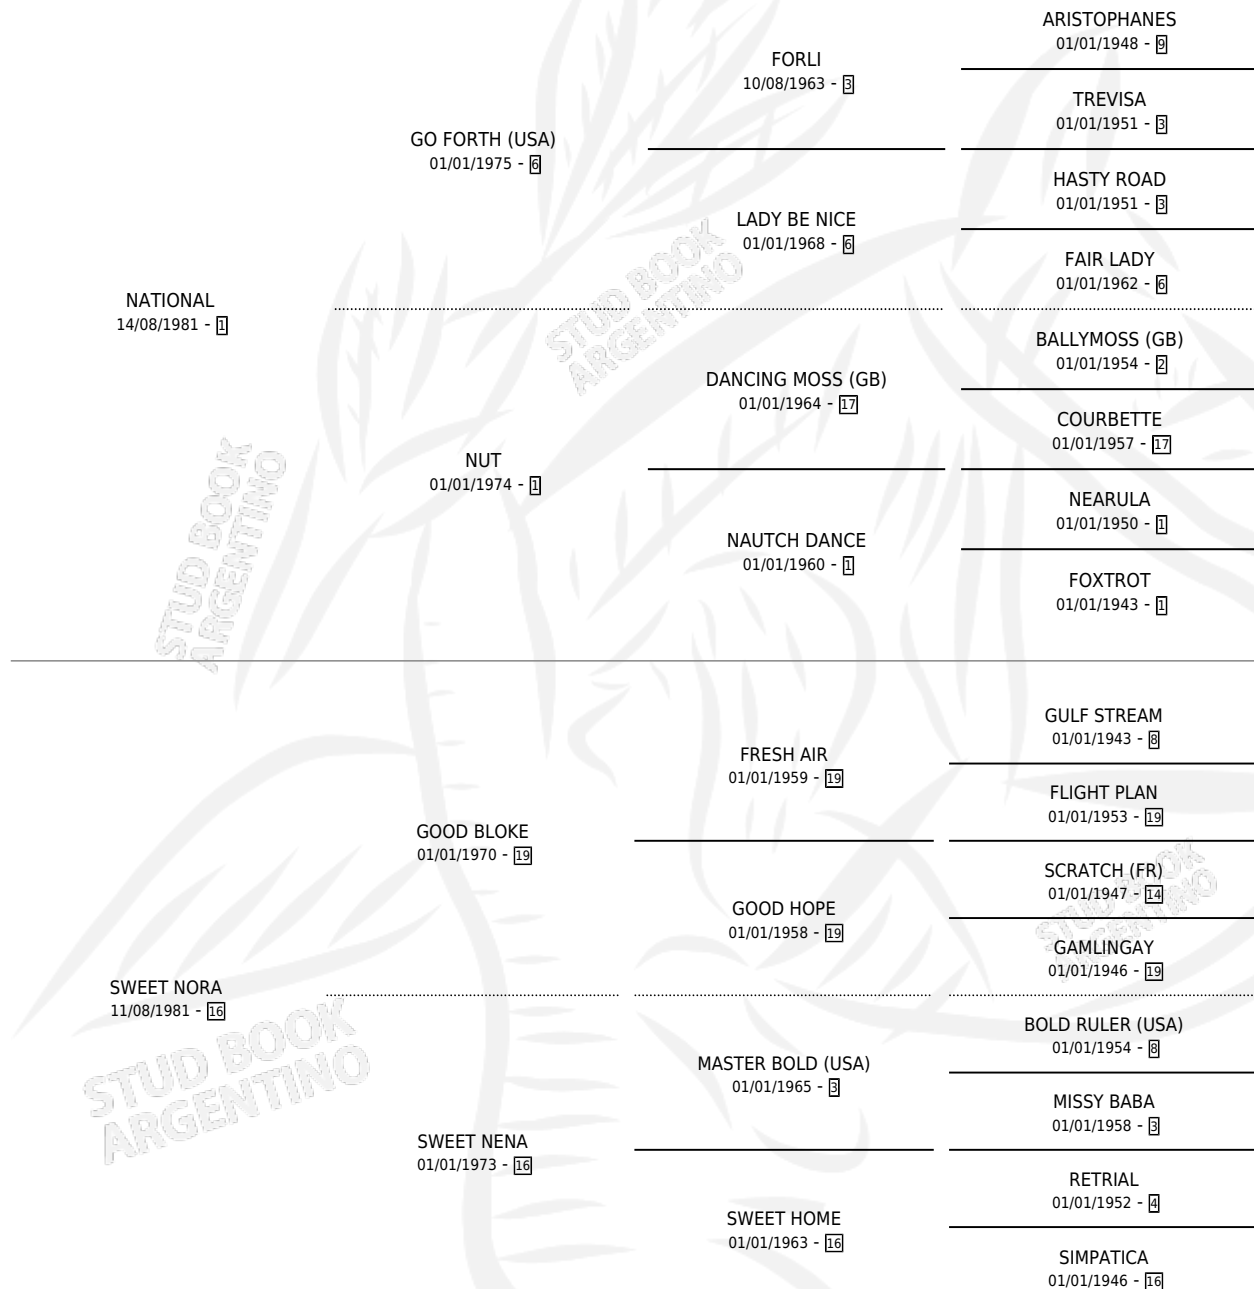 NATIONAL
14/08/1981 - 1
GO FORTH (USA)
01/01/1975 - 6
NUT
01/01/1974 - 1
FORLI
10/08/1963 - 3
LADY BE NICE
01/01/1968 - 6
DANCING MOSS (GB)
01/01/1964 - 17
NAUTCH DANCE
01/01/1960 - 1
ARISTOPHANES
01/01/1948 - 9
TREVISA
01/01/1951 - 3
HASTY ROAD
01/01/1951 - 3
FAIR LADY
01/01/1962 - 6
BALLYMOSS (GB)
01/01/1954 - 2
COURBETTE
01/01/1957 - 17
NEARULA
01/01/1950 - 1
FOXTROT
01/01/1943 - 1
SWEET NORA
11/08/1981 - 16
GOOD BLOKE
01/01/1970 - 19
SWEET NENA
01/01/1973 - 16
FRESH AIR
01/01/1959 - 19
GOOD HOPE
01/01/1958 - 19
MASTER BOLD (USA)
01/01/1965 - 3
SWEET HOME
01/01/1963 - 16
GULF STREAM
01/01/1943 - 8
FLIGHT PLAN
01/01/1953 - 19
SCRATCH (FR)
01/01/1947 - 14
GAMLINGAY
01/01/1946 - 19
BOLD RULER (USA)
01/01/1954 - 8
MISSY BABA
01/01/1958 - 3
RETRIAL
01/01/1952 - 4
SIMPATICA
01/01/1946 - 16
STUD BOOK
ARGENTINO
STUD BOOK
ARGENTINO
STUD BOOK
ARGENTINO
STUD BOOK
ARGENTINO